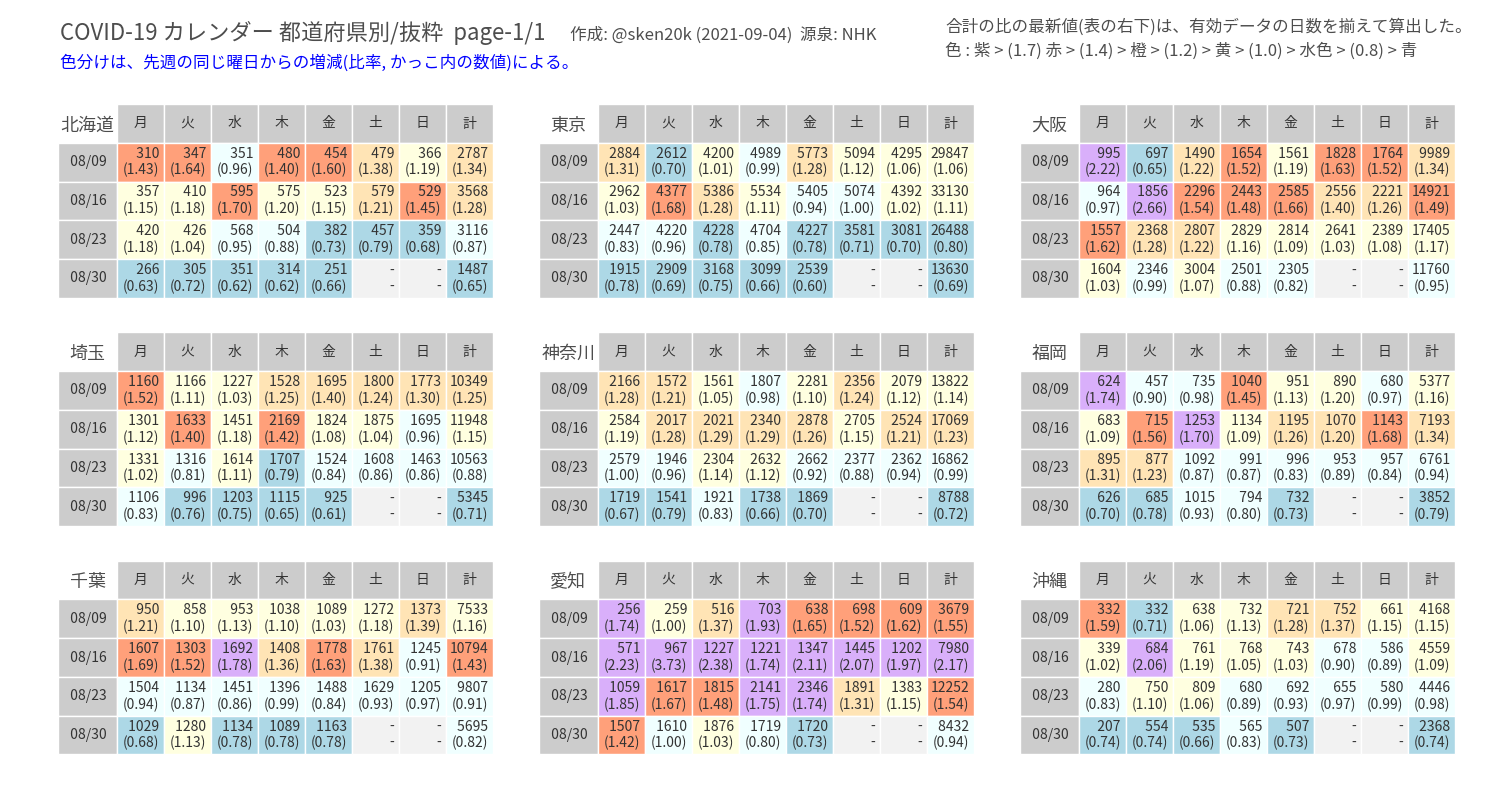 COVID-19 カレンダー 都道府県別/抜粋 page-1/1 作成: @sken20k (2021-09-04) 源泉: NHK
合計の比の最新値(表の右下)は、有効データの日数を揃えて算出した。
色分けは、先週の同じ曜日からの増減(比率, かっこ内の数値)による。
色 : 紫 > (1.7) 赤 > (1.4) > 橙 > (1.2) > 黄 > (1.0) > 水色 > (0.8) > 青
北海道 月 火 水 木 金 土 日 計
08/09 310 347 351 480 454 479 366 2787
(1.43) (1.64) (0.96) (1.40) (1.60) (1.38) (1.19) (1.34)
08/16 357 410 595 575 523 579 529 3568
(1.15) (1.18) (1.70) (1.20) (1.15) (1.21) (1.45) (1.28)
08/23 420 426 568 504 382 457 359 3116
(1.18) (1.04) (0.95) (0.88) (0.73) (0.79) (0.68) (0.87)
08/30 266 305 351 314 251 - - 1487
(0.63) (0.72) (0.62) (0.62) (0.66) - - (0.65)
東京 月 火 水 木 金 土 日 計
08/09 2884 2612 4200 4989 5773 5094 4295 29847
(1.31) (0.70) (1.01) (0.99) (1.28) (1.12) (1.06) (1.06)
08/16 2962 4377 5386 5534 5405 5074 4392 33130
(1.03) (1.68) (1.28) (1.11) (0.94) (1.00) (1.02) (1.11)
08/23 2447 4220 4228 4704 4227 3581 3081 26488
(0.83) (0.96) (0.78) (0.85) (0.78) (0.71) (0.70) (0.80)
08/30 1915 2909 3168 3099 2539 - - 13630
(0.78) (0.69) (0.75) (0.66) (0.60) - - (0.69)
大阪 月 火 水 木 金 土 日 計
08/09 995 697 1490 1654 1561 1828 1764 9989
(2.22) (0.65) (1.22) (1.52) (1.19) (1.63) (1.52) (1.34)
08/16 964 1856 2296 2443 2585 2556 2221 14921
(0.97) (2.66) (1.54) (1.48) (1.66) (1.40) (1.26) (1.49)
08/23 1557 2368 2807 2829 2814 2641 2389 17405
(1.62) (1.28) (1.22) (1.16) (1.09) (1.03) (1.08) (1.17)
08/30 1604 2346 3004 2501 2305 - - 11760
(1.03) (0.99) (1.07) (0.88) (0.82) - - (0.95)
埼玉 月 火 水 木 金 土 日 計
08/09 1160 1166 1227 1528 1695 1800 1773 10349
(1.52) (1.11) (1.03) (1.25) (1.40) (1.24) (1.30) (1.25)
08/16 1301 1633 1451 2169 1824 1875 1695 11948
(1.12) (1.40) (1.18) (1.42) (1.08) (1.04) (0.96) (1.15)
08/23 1331 1316 1614 1707 1524 1608 1463 10563
(1.02) (0.81) (1.11) (0.79) (0.84) (0.86) (0.86) (0.88)
08/30 1106 996 1203 1115 925 - - 5345
(0.83) (0.76) (0.75) (0.65) (0.61) - - (0.71)
神奈川 月 火 水 木 金 土 日 計
08/09 2166 1572 1561 1807 2281 2356 2079 13822
(1.28) (1.21) (1.05) (0.98) (1.10) (1.24) (1.12) (1.14)
08/16 2584 2017 2021 2340 2878 2705 2524 17069
(1.19) (1.28) (1.29) (1.29) (1.26) (1.15) (1.21) (1.23)
08/23 2579 1946 2304 2632 2662 2377 2362 16862
(1.00) (0.96) (1.14) (1.12) (0.92) (0.88) (0.94) (0.99)
08/30 1719 1541 1921 1738 1869 - - 8788
(0.67) (0.79) (0.83) (0.66) (0.70) - - (0.72)
福岡 月 火 水 木 金 土 日 計
08/09 624 457 735 1040 951 890 680 5377
(1.74) (0.90) (0.98) (1.45) (1.13) (1.20) (0.97) (1.16)
08/16 683 715 1253 1134 1195 1070 1143 7193
(1.09) (1.56) (1.70) (1.09) (1.26) (1.20) (1.68) (1.34)
08/23 895 877 1092 991 996 953 957 6761
(1.31) (1.23) (0.87) (0.87) (0.83) (0.89) (0.84) (0.94)
08/30 626 685 1015 794 732 - - 3852
(0.70) (0.78) (0.93) (0.80) (0.73) - - (0.79)
千葉 月 火 水 木 金 土 日 計
08/09 950 858 953 1038 1089 1272 1373 7533
(1.21) (1.10) (1.13) (1.10) (1.03) (1.18) (1.39) (1.16)
08/16 1607 1303 1692 1408 1778 1761 1245 10794
(1.69) (1.52) (1.78) (1.36) (1.63) (1.38) (0.91) (1.43)
08/23 1504 1134 1451 1396 1488 1629 1205 9807
(0.94) (0.87) (0.86) (0.99) (0.84) (0.93) (0.97) (0.91)
08/30 1029 1280 1134 1089 1163 - - 5695
(0.68) (1.13) (0.78) (0.78) (0.78) - - (0.82)
愛知 月 火 水 木 金 土 日 計
08/09 256 259 516 703 638 698 609 3679
(1.74) (1.00) (1.37) (1.93) (1.65) (1.52) (1.62) (1.55)
08/16 571 967 1227 1221 1347 1445 1202 7980
(2.23) (3.73) (2.38) (1.74) (2.11) (2.07) (1.97) (2.17)
08/23 1059 1617 1815 2141 2346 1891 1383 12252
(1.85) (1.67) (1.48) (1.75) (1.74) (1.31) (1.15) (1.54)
08/30 1507 1610 1876 1719 1720 - - 8432
(1.42) (1.00) (1.03) (0.80) (0.73) - - (0.94)
沖縄 月 火 水 木 金 土 日 計
08/09 332 332 638 732 721 752 661 4168
(1.59) (0.71) (1.06) (1.13) (1.28) (1.37) (1.15) (1.15)
08/16 339 684 761 768 743 678 586 4559
(1.02) (2.06) (1.19) (1.05) (1.03) (0.90) (0.89) (1.09)
08/23 280 750 809 680 692 655 580 4446
(0.83) (1.10) (1.06) (0.89) (0.93) (0.97) (0.99) (0.98)
08/30 207 554 535 565 507 - - 2368
(0.74) (0.74) (0.66) (0.83) (0.73) - - (0.74)